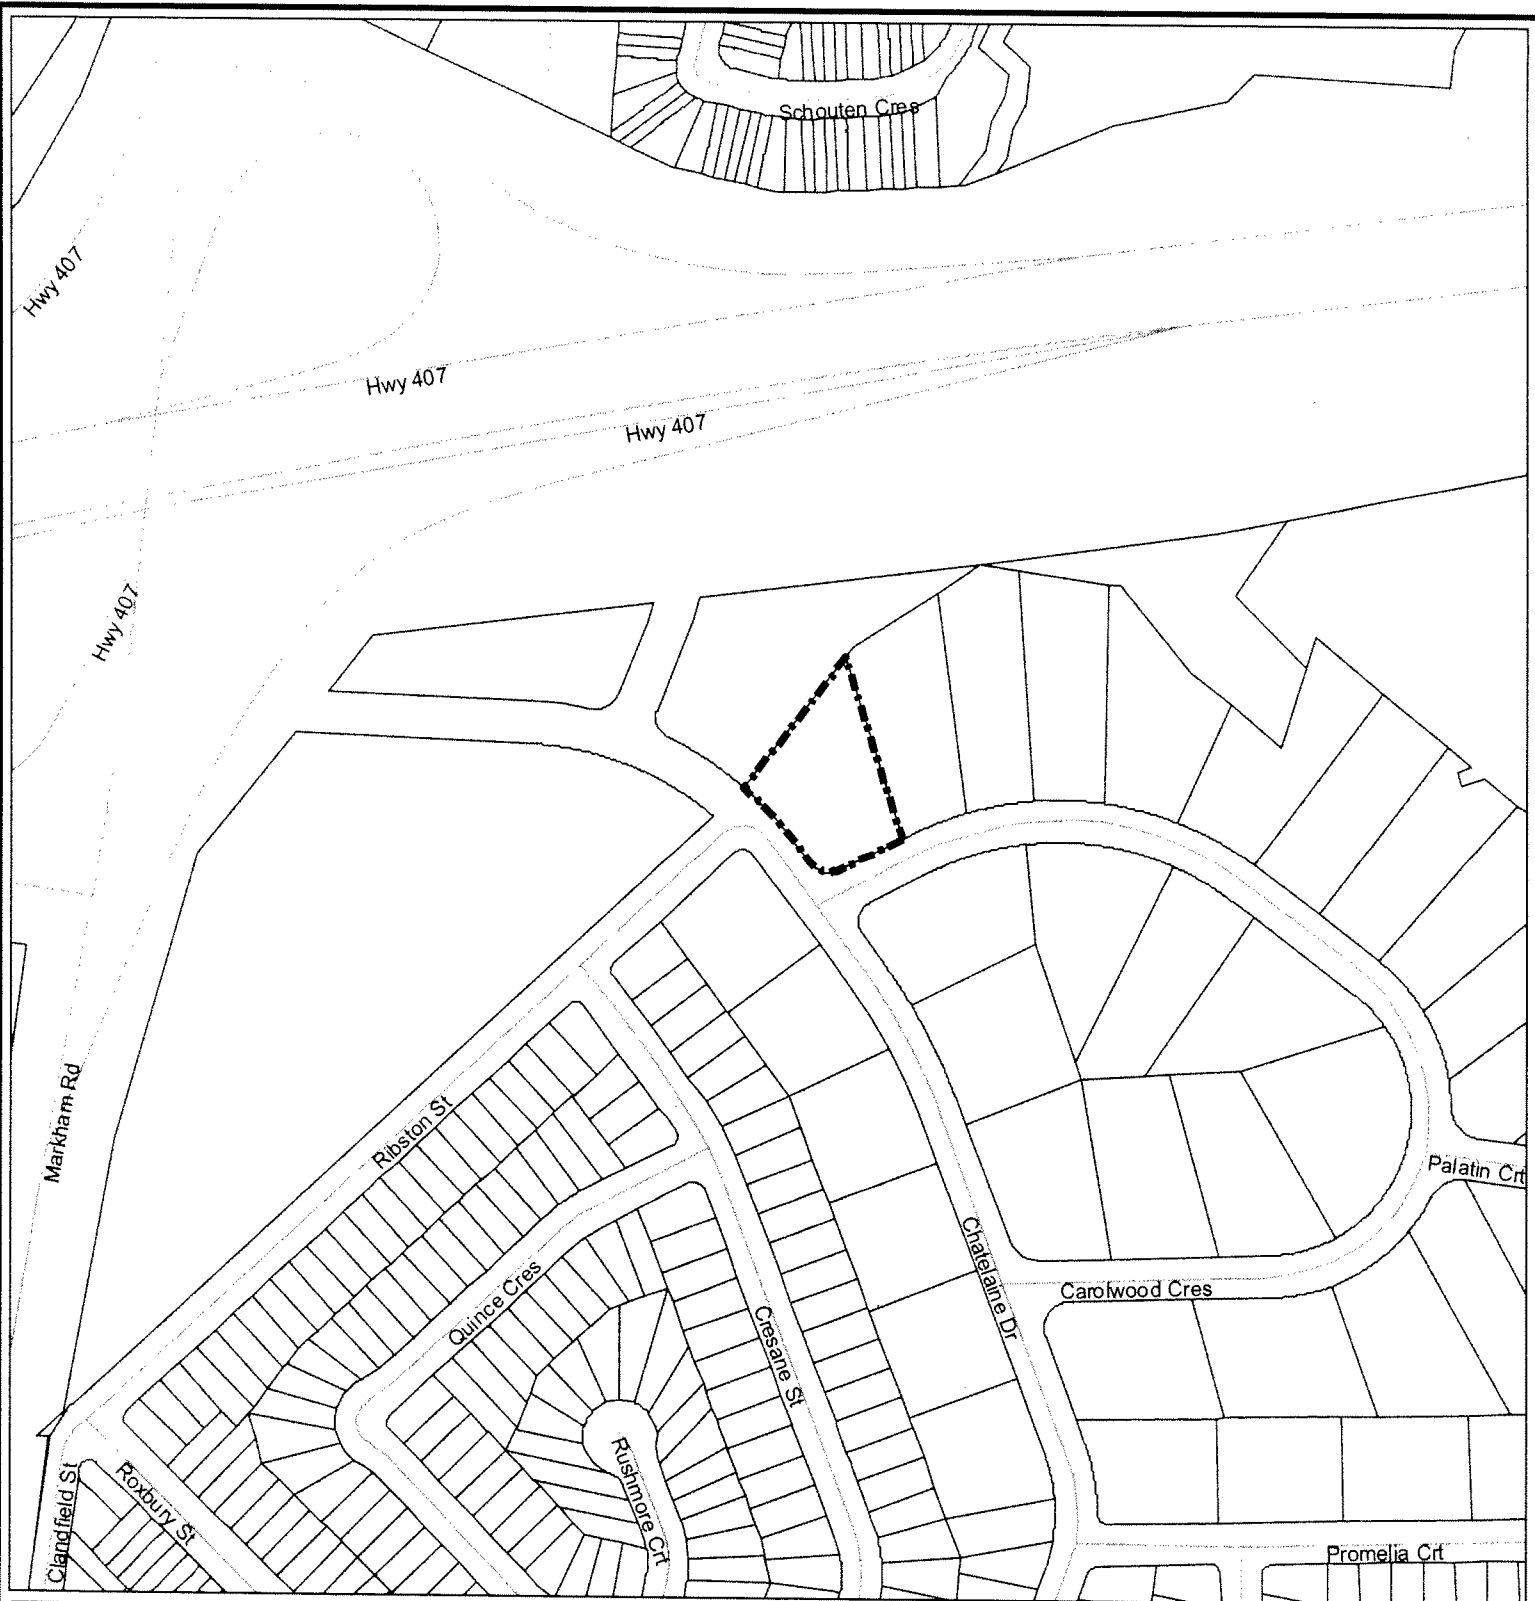 Schouten Cres
Hwy 407
Hwy 407
Hwy 407
Hwy 407
Markham Rd
Ribston St
Palatin Crt
Chatelaine Dr
Carolwood Cres
Quince Cres
Cresane St
Rushmore Crt
Roxbury St
Clandfield St
Promelia Crt